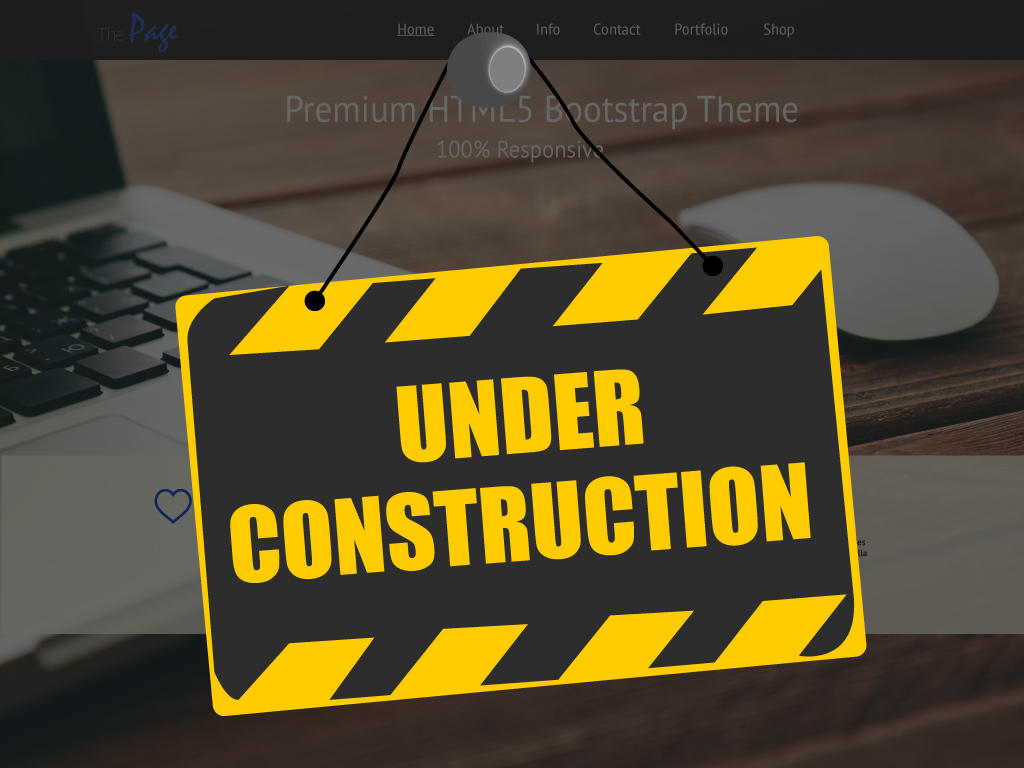 The Page
Home About Info Contact Portfolio Shop
Premium HTML5 Bootstrap Theme
100% Responsive
UNDER
CONSTRUCTION